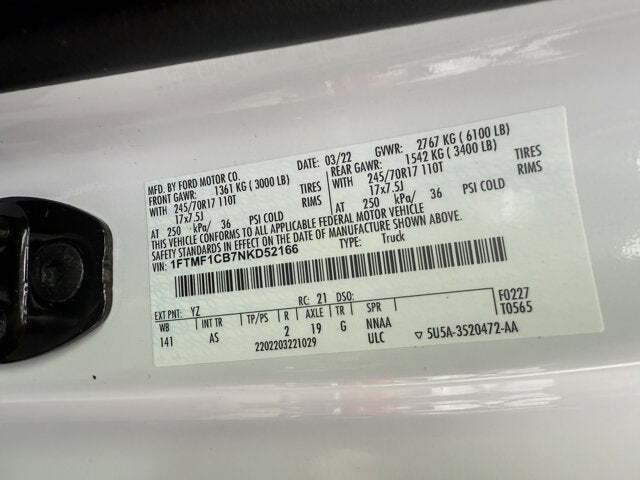 MFD. BY FORD MOTOR CO.
03/22 GVWR: 2767 KG ( 6100 LB)
FRONT GAWR: 1361 KG ( 3000 LB) REAR GAWR: 1542 KG ( 3400 LB)
WITH 245/70R17 110T TIRES WITH 245/70R17 110T TIRES
17x7.5J RIMS 17x7.5J RIMS
AT 250 kPa/ 36 PSI COLD AT 250 kPa/ 36 PSI COLD
THIS VEHICLE CONFORMS TO ALL APPLICABLE FEDERAL MOTOR VEHICLE
SAFETY STANDARDS IN EFFECT ON THE DATE OF MANUFACTURE SHOWN ABOVE.
VIN: 1FTMF1CB7NKD52166
TYPE: Truck
EXT PNT: YZ RC: 21 DSO: F0227
WB INT TR TP/PS R AXLE TR SPR T0565
141 AS 2 19 G NNAA
2202203221029 ULC ▽ 5U5A-3520472-AA